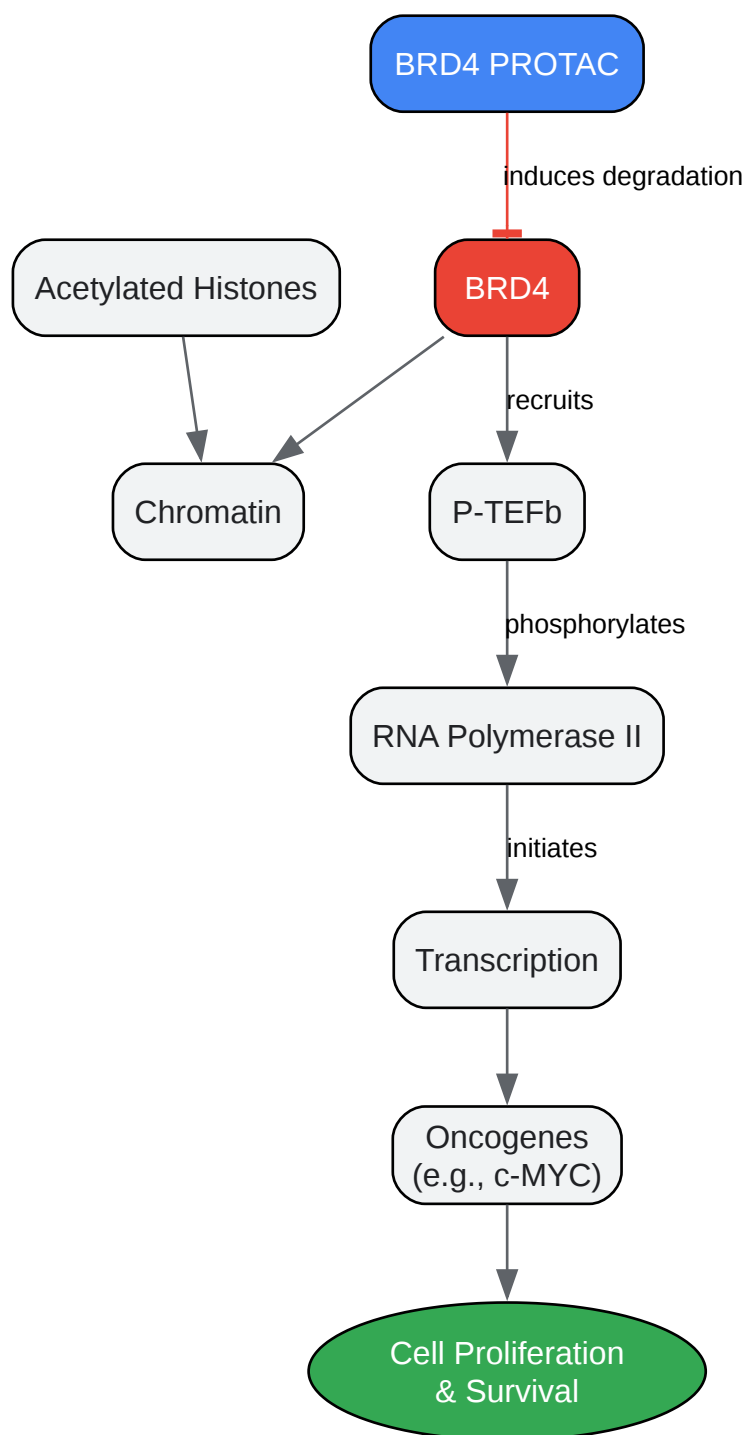 BRD4 PROTAC
induces degradation
Acetylated Histones
BRD4
recruits
Chromatin
P-TEFb
phosphorylates
RNA Polymerase II
initiates
Transcription
Oncogenes
(e.g., c-MYC)
Cell Proliferation
& Survival